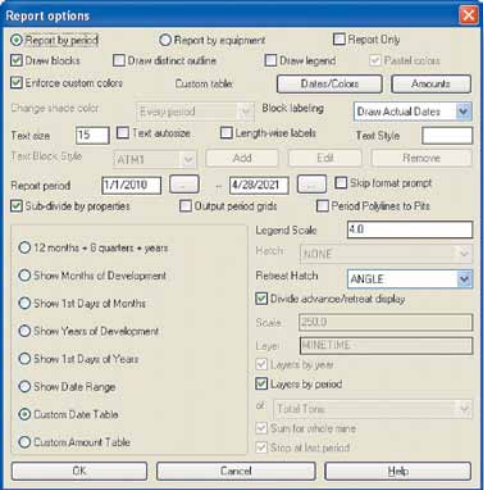 Report options
Report by period Report by equipment Report Only
Draw blocks Draw distinct outline Draw legend Pastel colors
Enforce custom colors Custom table: Dates/Colors Amounts
Change shade color Every period Block labeling Draw Actual Dates
Text size 15 Text autosize Length-wise labels Text Style
Text Block Style ATM1 Add Edit Remove
Report period 1/1/2010 ... .. 4/28/2021 ... Skip format prompt
Sub-divide by properties Output period grids Period Polylines to Pits
Legend Scale 4.0
12 months + 8 quarters + years
Hatch NONE
Show Months of Development
Retreat Hatch ANGLE
Show 1st Days of Months
Divide advance/retreat display
Show Years of Development
Scale 250.0
Show 1st Days of Years
Layer MINETIME
Layers by year
Show Date Range
Layers by period
Custom Date Table
of Total Tons
Custom Amount Table
Sum for whole mine
Stop at last period
OK Cancel Help